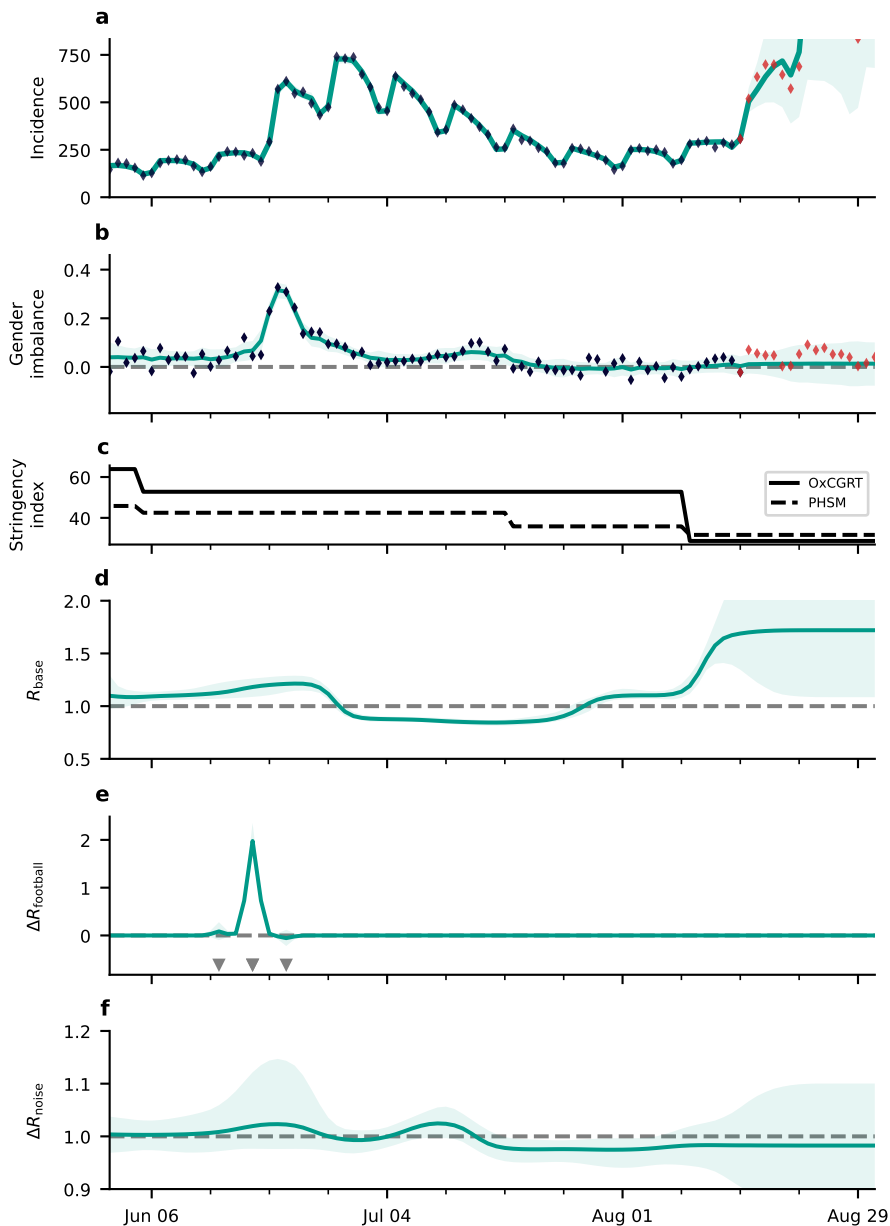 a
750
500
250
0
Incidence
b
0.4
0.2
0.0
Gender
imbalance
c
60
40
Stringency
index
OxCGRT
PHSM
d
2.0
1.5
1.0
0.5
R_base
e
2
1
0
ΔR_football
f
1.2
1.1
1.0
0.9
ΔR_noise
Jun 06
Jul 04
Aug 01
Aug 29